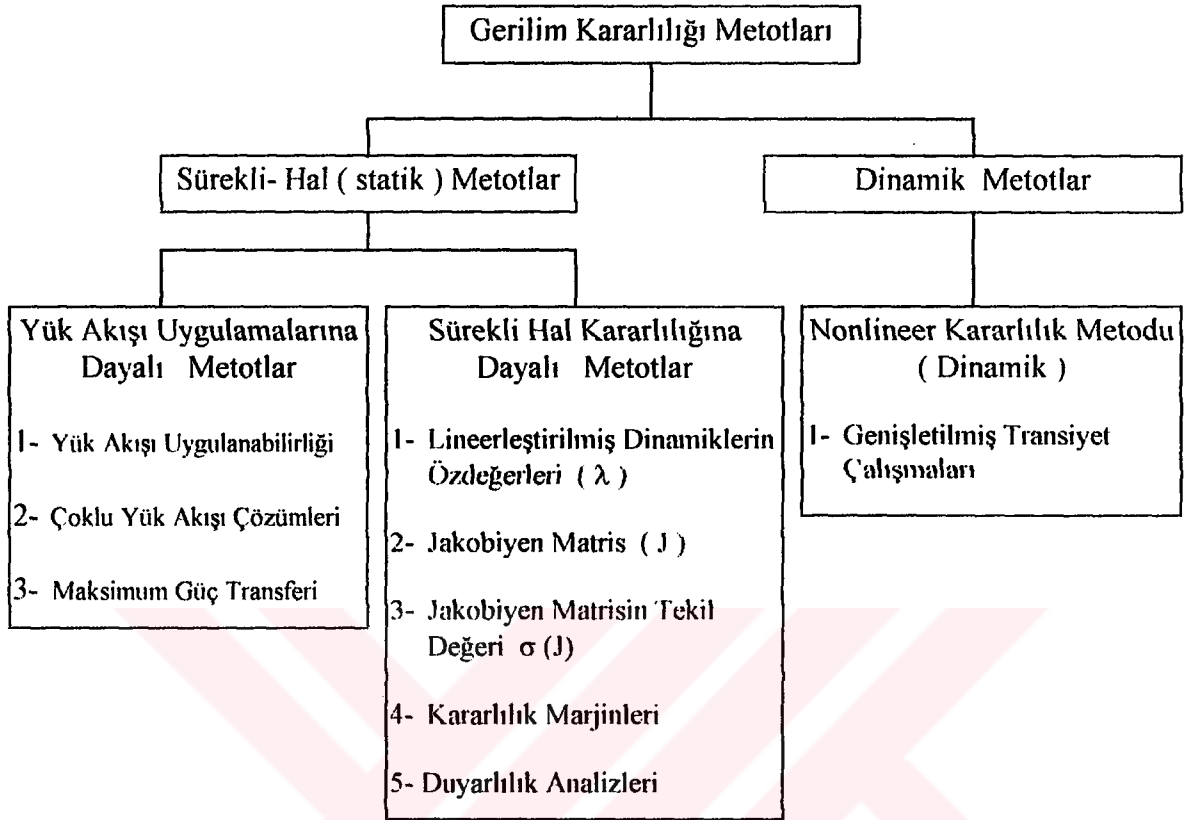 Gerilim Kararlılığı Metotları
Sürekli- Hal ( statik ) Metotlar
Dinamik Metotlar
Yük Akışı Uygulamalarına
Dayalı Metotlar
1- Yük Akışı Uygulanabilirliği
2- Çoklu Yük Akışı Çözümleri
3- Maksimum Güç Transferi
Sürekli Hal Kararlılığına
Dayalı Metotlar
1- Lineerleştirilmiş Dinamiklerin
Özdeğerleri ( λ )
2- Jakobiyen Matris ( J )
3- Jakobiyen Matrisin Tekil
Değeri σ (J)
4- Kararlılık Marjinleri
5- Duyarlılık Analizleri
Nonlineer Kararlılık Metodu
( Dinamik )
1- Genişletilmiş Transiyet
Çalışmaları